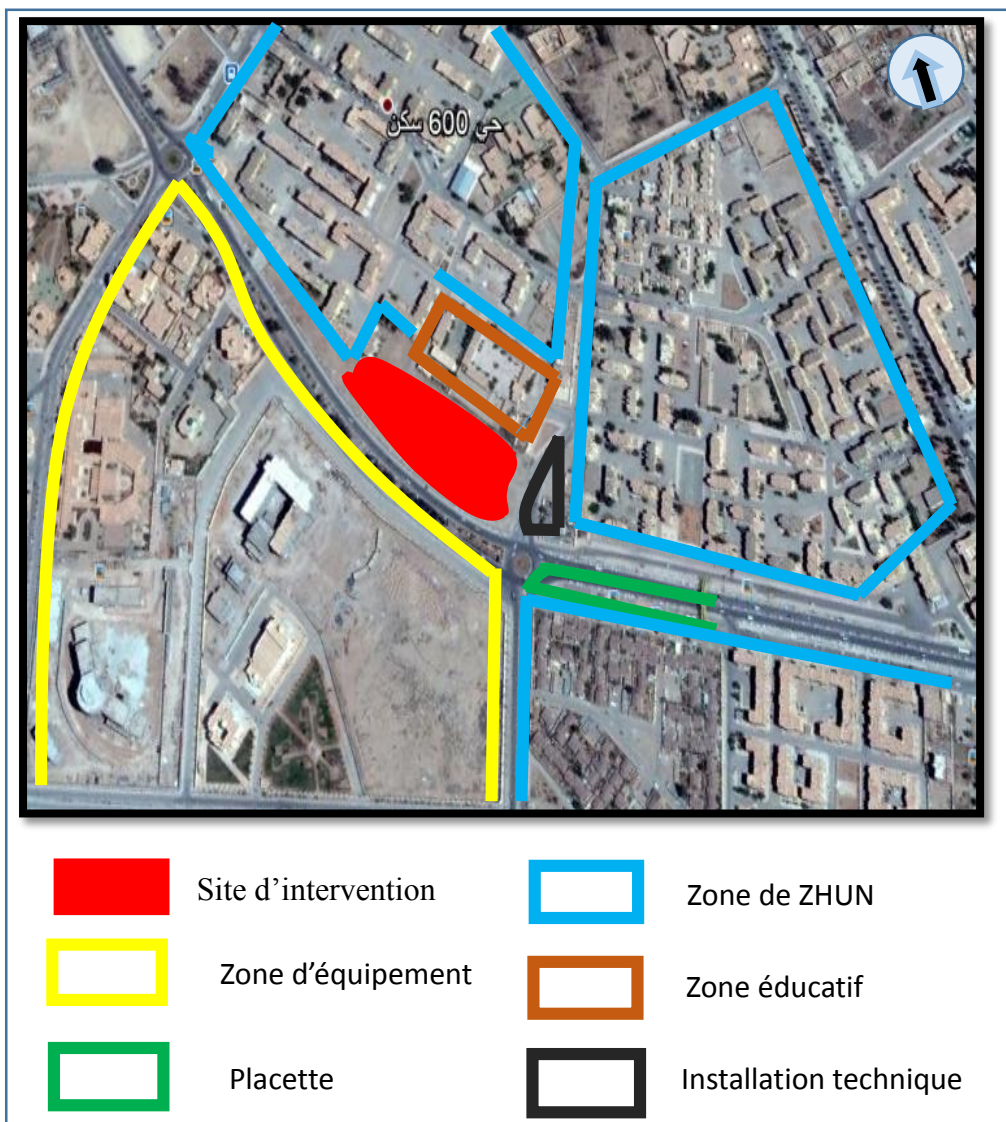 حي 600 سكن
Site d’intervention
Zone de ZHUN
Zone d’équipement
Zone éducatif
Placette
Installation technique